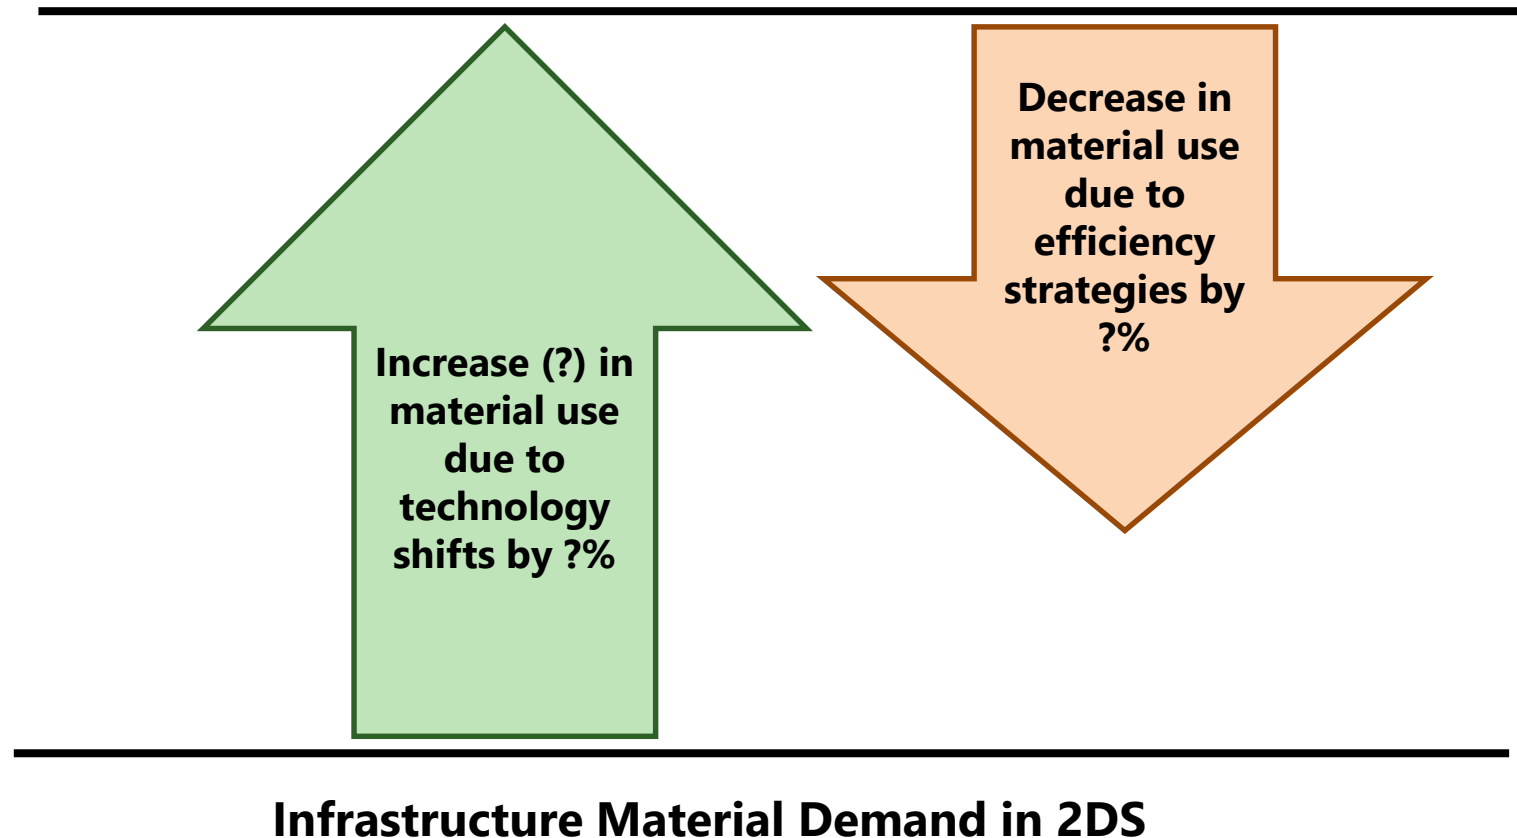 Increase (?) in
material use
due to
technology
shifts by ?%
Decrease in
material use
due to
efficiency
strategies by
?%
Infrastructure Material Demand in 2DS